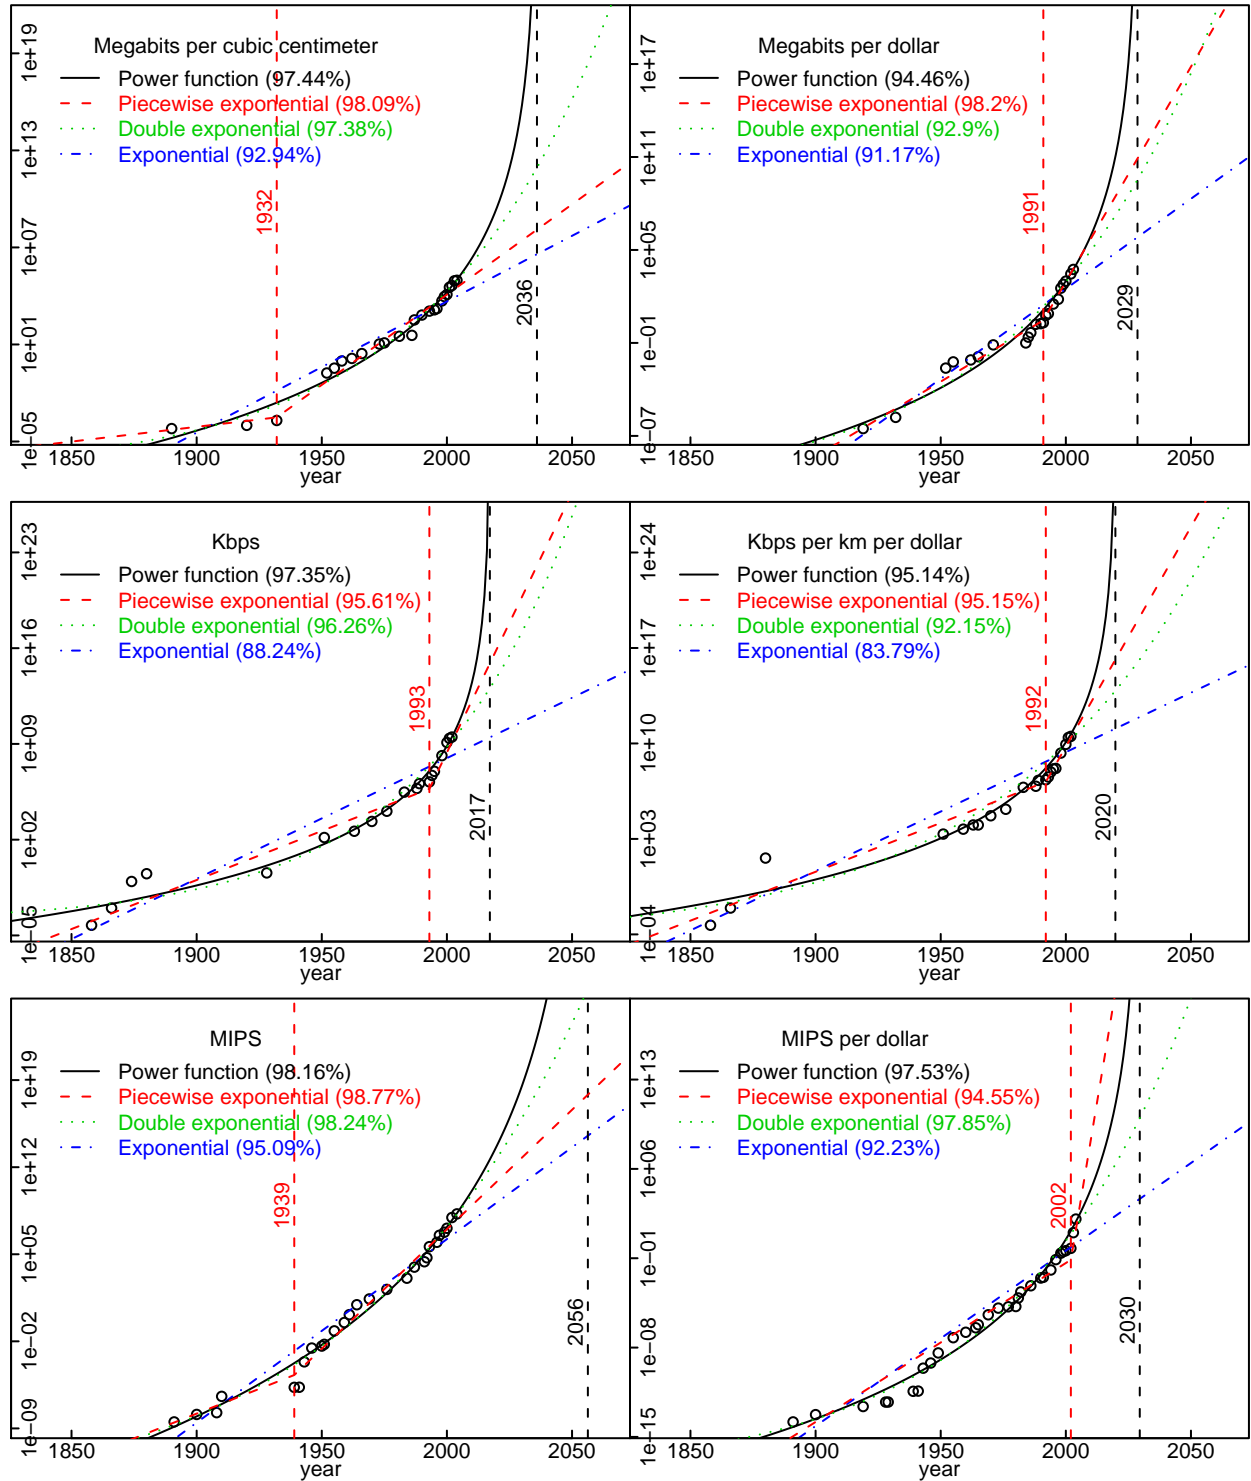 Megabits per cubic centimeter
Power function (97.44%)
Piecewise exponential (98.09%)
Double exponential (97.38%)
Exponential (92.94%)
1932
2036
1e+19
1e+13
1e+07
1e+01
1e−05
1850 1900 1950 2000 2050
year
Megabits per dollar
Power function (94.46%)
Piecewise exponential (98.2%)
Double exponential (92.9%)
Exponential (91.17%)
1991
2029
1e+17
1e+11
1e+05
1e−01
1e−07
1850 1900 1950 2000 2050
year
Kbps
Power function (97.35%)
Piecewise exponential (95.61%)
Double exponential (96.26%)
Exponential (88.24%)
1993
2017
1e+23
1e+16
1e+09
1e+02
1e−05
1850 1900 1950 2000 2050
year
Kbps per km per dollar
Power function (95.14%)
Piecewise exponential (95.15%)
Double exponential (92.15%)
Exponential (83.79%)
1992
2020
1e+24
1e+17
1e+10
1e+03
1e−04
1850 1900 1950 2000 2050
year
MIPS
Power function (98.16%)
Piecewise exponential (98.77%)
Double exponential (98.24%)
Exponential (95.09%)
1939
2056
1e+19
1e+12
1e+05
1e−02
1e−09
1850 1900 1950 2000 2050
year
MIPS per dollar
Power function (97.53%)
Piecewise exponential (94.55%)
Double exponential (97.85%)
Exponential (92.23%)
2002
2030
1e+13
1e+06
1e−01
1e−08
1e−15
1850 1900 1950 2000 2050
year